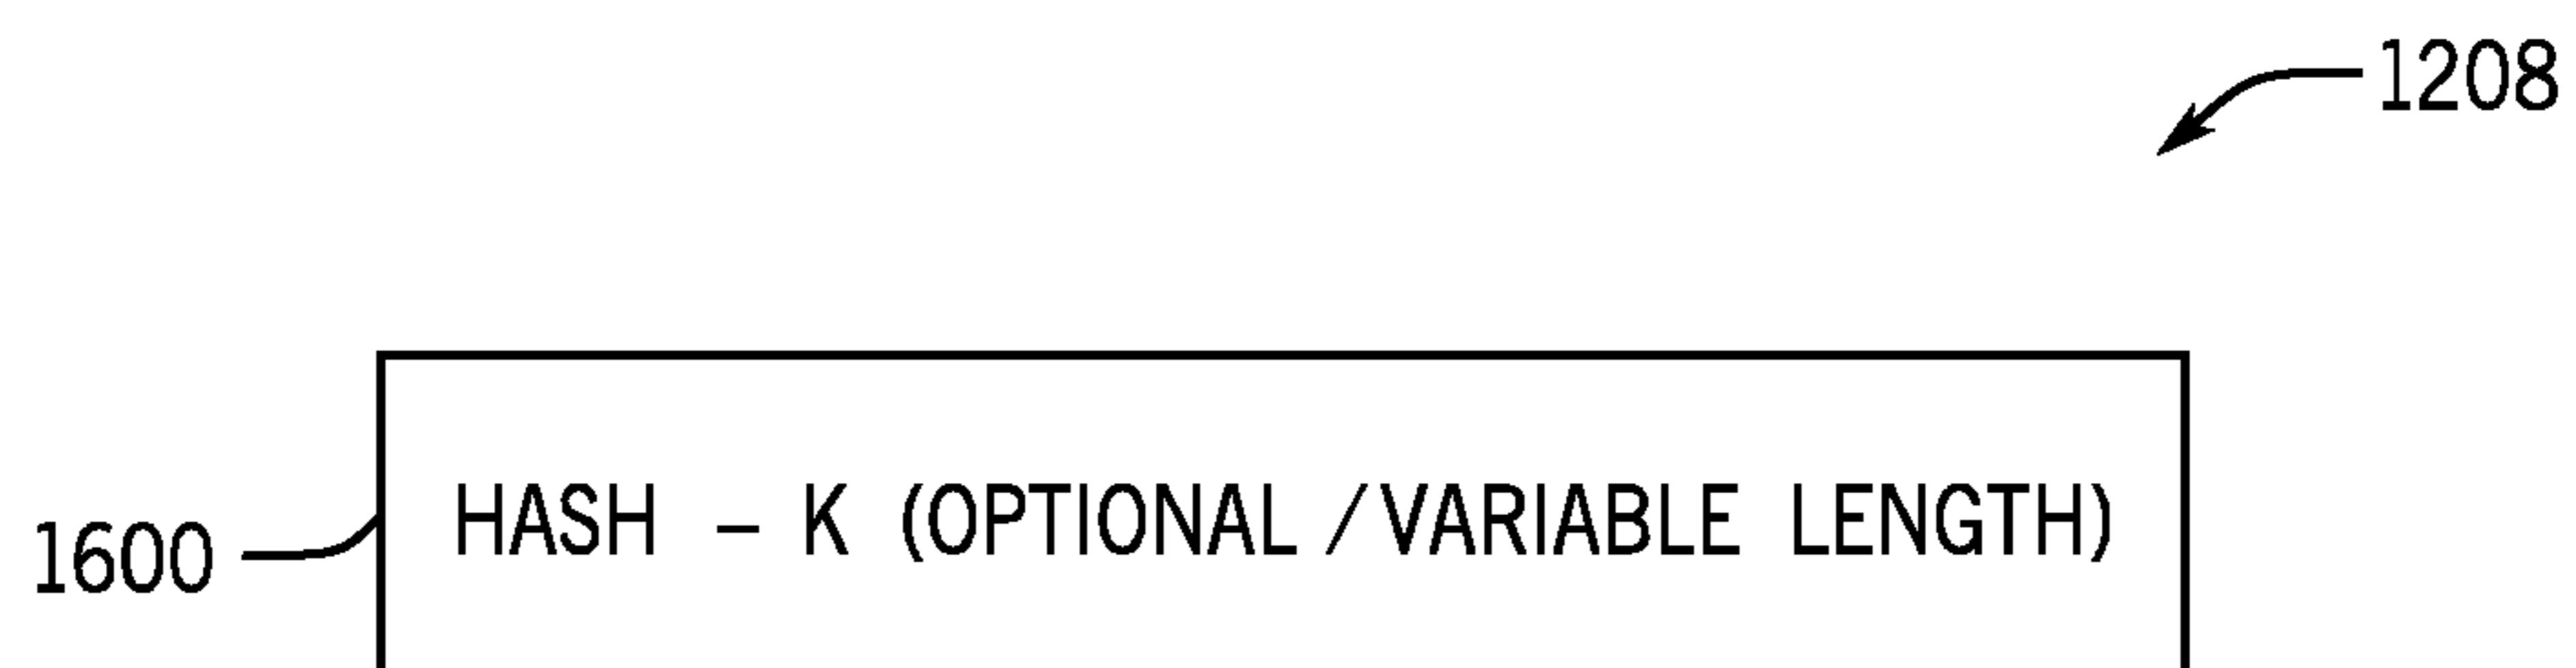 1208
HASH – K (OPTIONAL /VARIABLE LENGTH)
1600